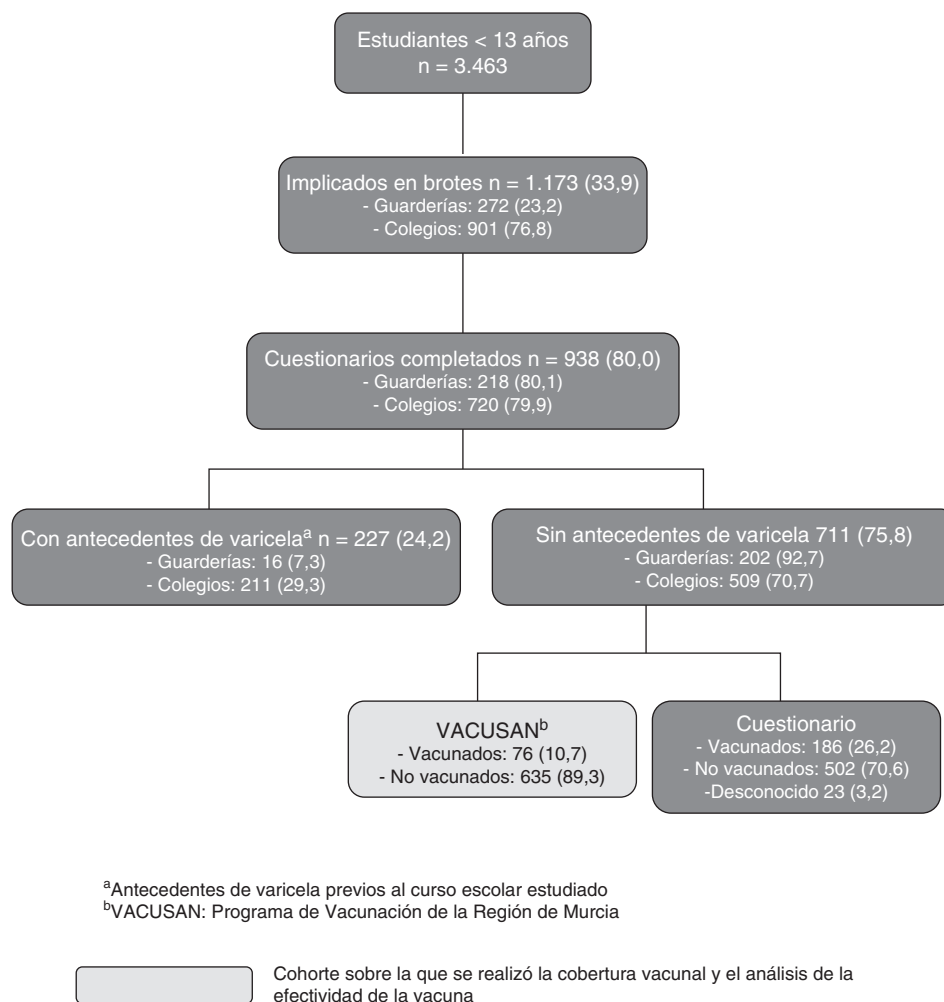 Estudiantes < 13 años
n = 3.463
Implicados en brotes n = 1.173 (33,9)
- Guarderías: 272 (23,2)
- Colegios: 901 (76,8)
Cuestionarios completados n = 938 (80,0)
- Guarderías: 218 (80,1)
- Colegios: 720 (79,9)
Con antecedentes de varicelaª n = 227 (24,2)
- Guarderías: 16 (7,3)
- Colegios: 211 (29,3)
Sin antecedentes de varicela 711 (75,8)
- Guarderías: 202 (92,7)
- Colegios: 509 (70,7)
VACUSANᵇ
- Vacunados: 76 (10,7)
- No vacunados: 635 (89,3)
Cuestionario
- Vacunados: 186 (26,2)
- No vacunados: 502 (70,6)
-Desconocido 23 (3,2)
ªAntecedentes de varicela previos al curso escolar estudiado
ᵇVACUSAN: Programa de Vacunación de la Región de Murcia
Cohorte sobre la que se realizó la cobertura vacunal y el análisis de la
efectividad de la vacuna